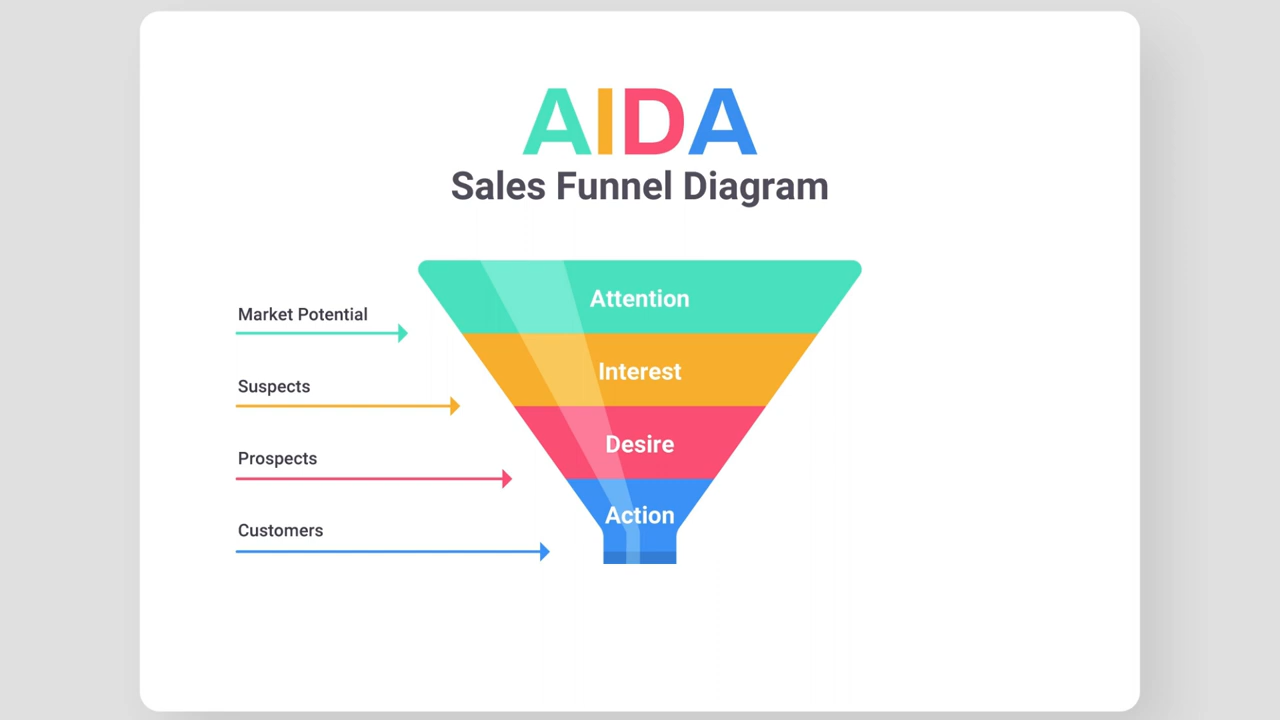 AIDA
Sales Funnel Diagram
Attention
Market Potential
Interest
Suspects
Desire
Prospects
Action
Customers